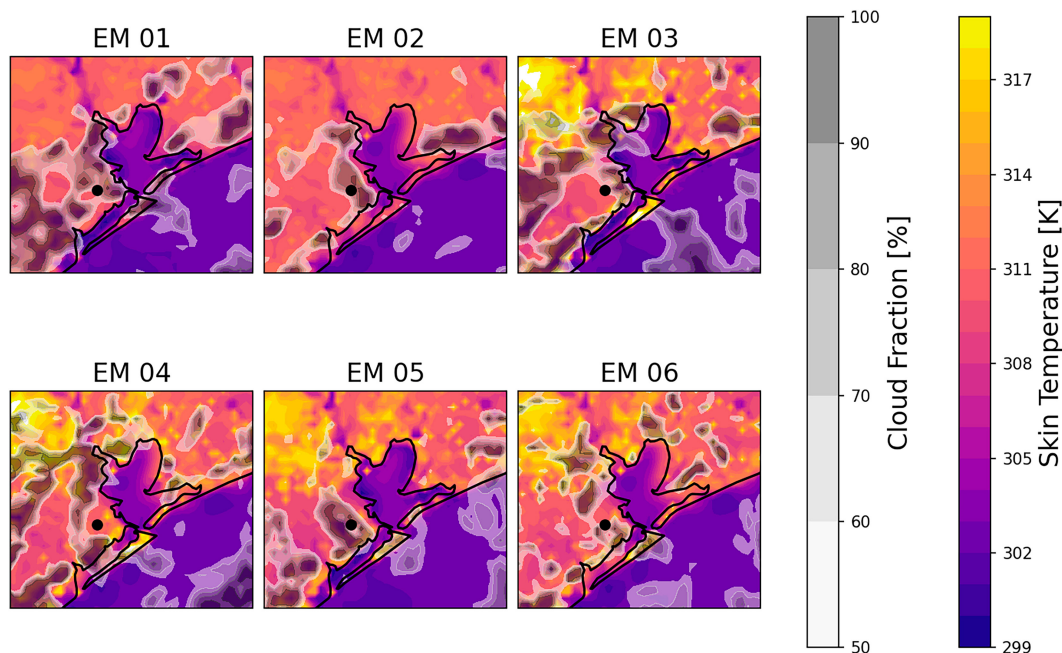 EM 01
EM 02
EM 03
EM 04
EM 05
EM 06
100
90
80
70
60
50
Cloud Fraction [%]
317
314
311
308
305
302
299
Skin Temperature [K]